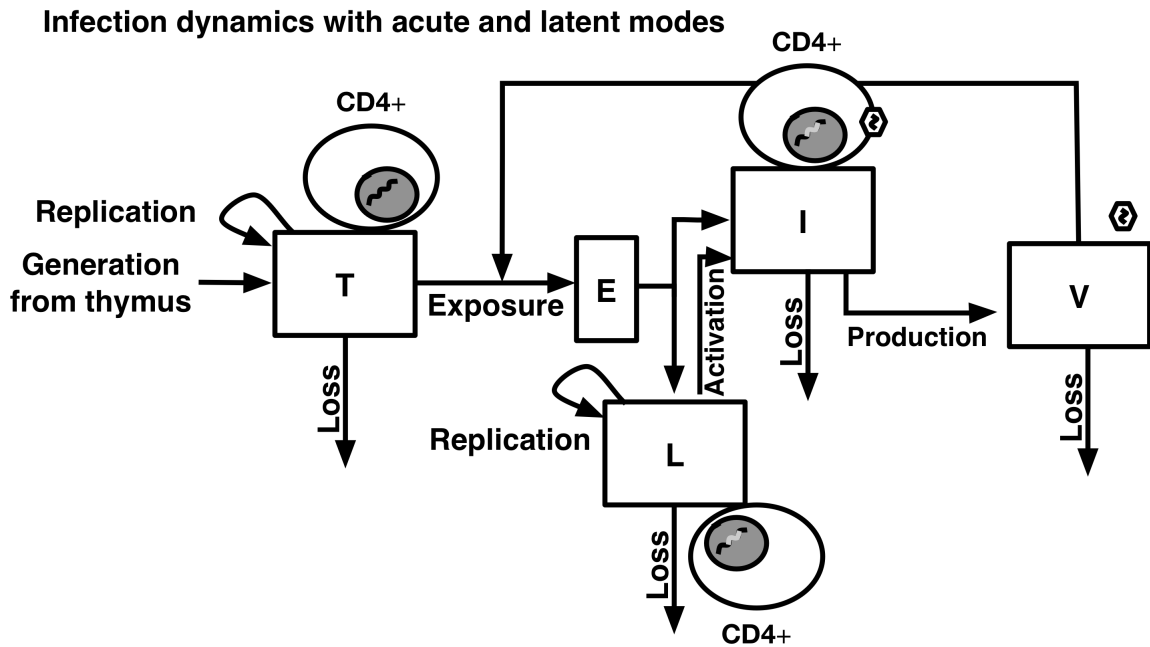 Infection dynamics with acute and latent modes
CD4+
CD4+
Replication
Generation
from thymus
T
Exposure
E
I
V
Activation
Loss
Production
Loss
Loss
Replication
L
Loss
CD4+